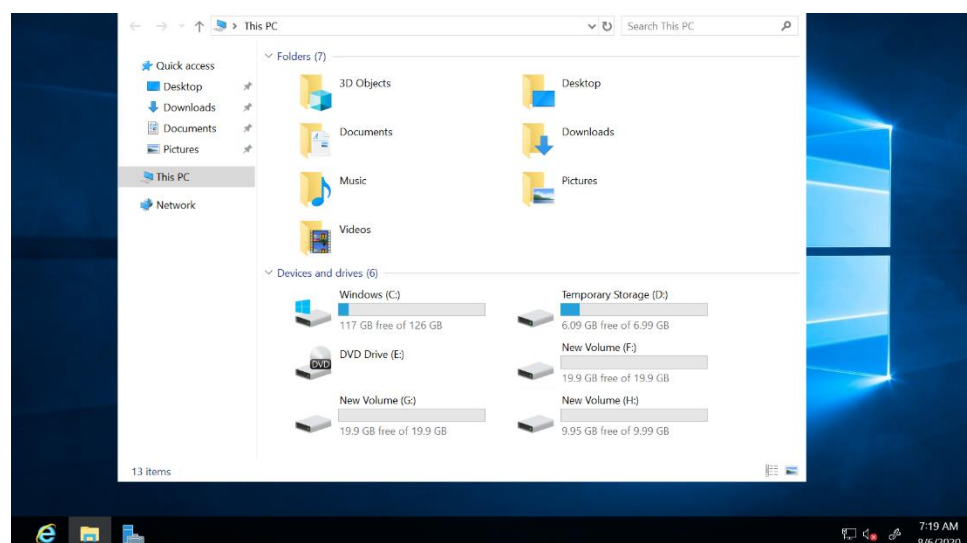 This PC
Search This PC
Quick access
Desktop
Downloads
Documents
Pictures
This PC
Network
Folders (7)
3D Objects
Desktop
Documents
Downloads
Music
Pictures
Videos
Devices and drives (6)
Windows (C:)
117 GB free of 126 GB
Temporary Storage (D:)
6.09 GB free of 6.99 GB
DVD Drive (E:)
DVD
New Volume (F:)
19.9 GB free of 19.9 GB
New Volume (G:)
19.9 GB free of 19.9 GB
New Volume (H:)
9.95 GB free of 9.99 GB
13 items
7:19 AM
8/6/2020